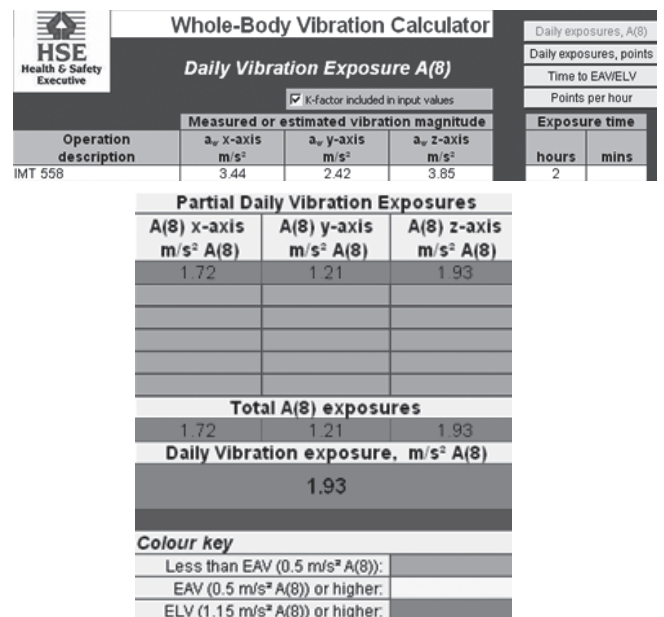 HSE
Health & Safety
Executive
Whole-Body Vibration Calculator
Daily Vibration Exposure A(8)
K-factor included in input values
Daily exposures, A(8)
Daily exposures, points
Time to EAV/ELV
Points per hour
Measured or estimated vibration magnitude
Exposure time
Operation description
a_w x-axis m/s²
a_w y-axis m/s²
a_w z-axis m/s²
hours
mins
IMT 558 3.44 2.42 3.85 2
Partial Daily Vibration Exposures
A(8) x-axis A(8) y-axis A(8) z-axis
m/s² A(8) m/s² A(8) m/s² A(8)
1.72 1.21 1.93
Total A(8) exposures
1.72 1.21 1.93
Daily Vibration exposure, m/s² A(8)
1.93
Colour key
Less than EAV (0.5 m/s² A(8)):
EAV (0.5 m/s² A(8)) or higher:
ELV (1.15 m/s² A(8)) or higher: